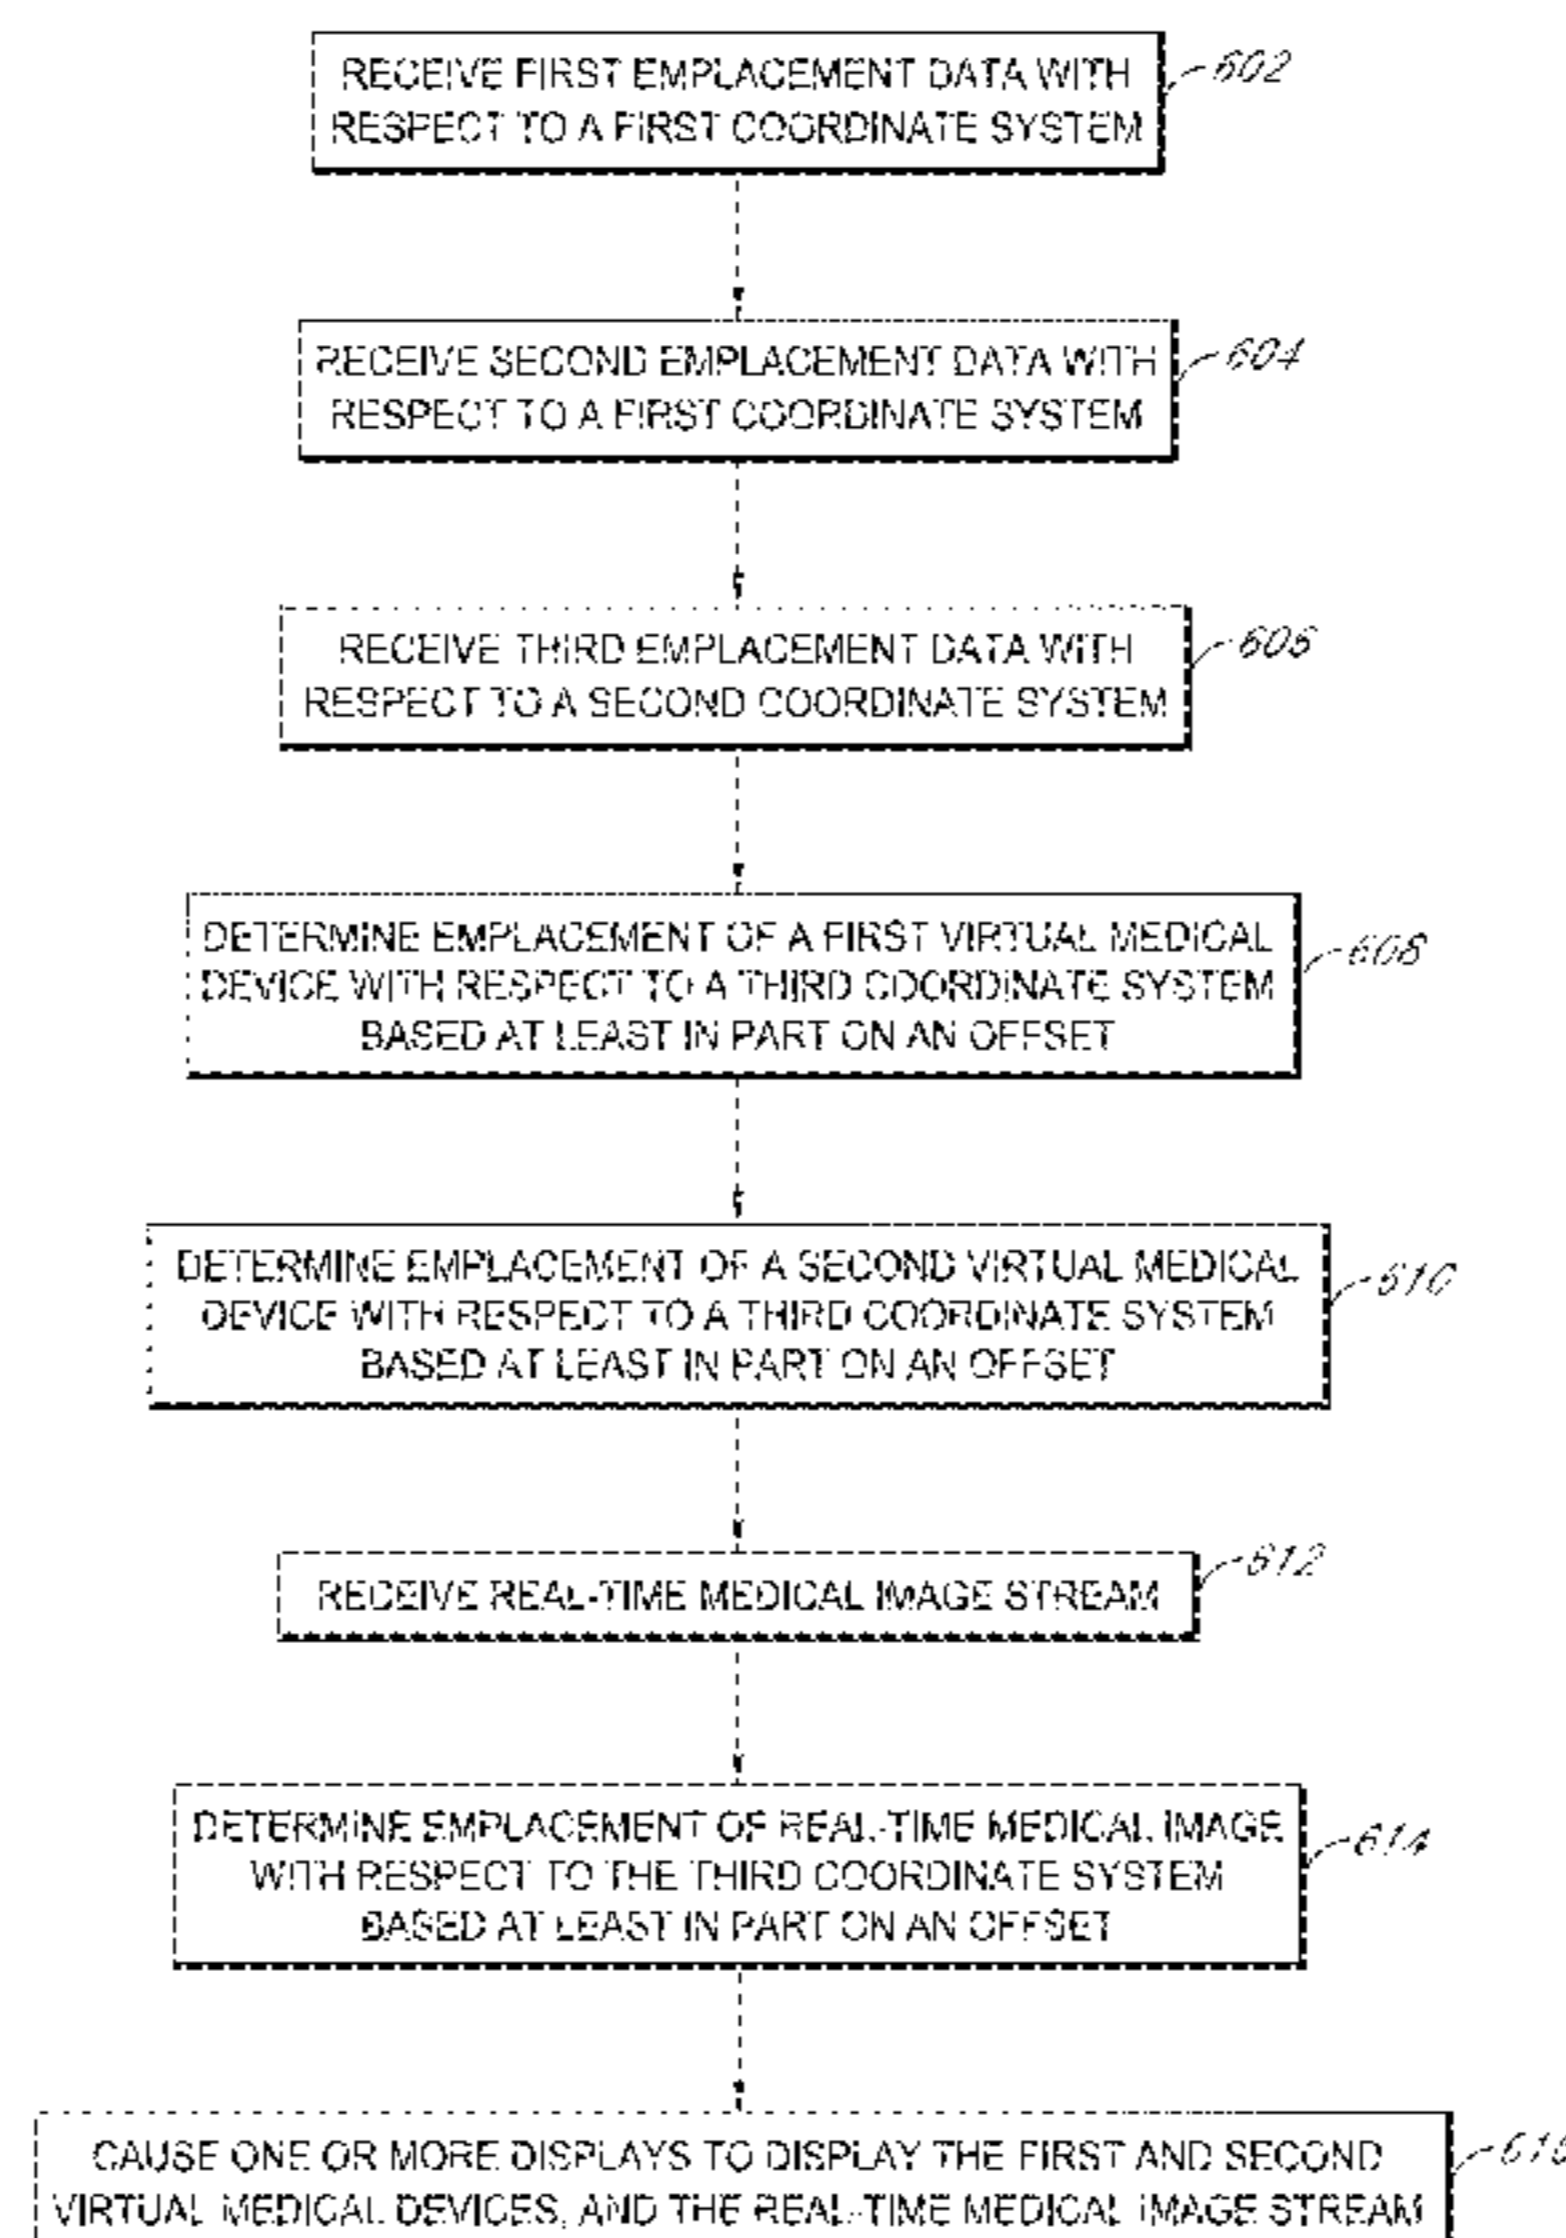 RECEIVE FIRST EMPLACEMENT DATA WITH
RESPECT TO A FIRST COORDINATE SYSTEM
602
RECEIVE SECOND EMPLACEMENT DATA WITH
RESPECT TO A FIRST COORDINATE SYSTEM
604
RECEIVE THIRD EMPLACEMENT DATA WITH
RESPECT TO A SECOND COORDINATE SYSTEM
606
DETERMINE EMPLACEMENT OF A FIRST VIRTUAL MEDICAL
DEVICE WITH RESPECT TO A THIRD COORDINATE SYSTEM
BASED AT LEAST IN PART ON AN OFFSET
608
DETERMINE EMPLACEMENT OF A SECOND VIRTUAL MEDICAL
DEVICE WITH RESPECT TO A THIRD COORDINATE SYSTEM
BASED AT LEAST IN PART ON AN OFFSET
610
RECEIVE REAL-TIME MEDICAL IMAGE STREAM
612
DETERMINE EMPLACEMENT OF REAL-TIME MEDICAL IMAGE
WITH RESPECT TO THE THIRD COORDINATE SYSTEM
BASED AT LEAST IN PART ON AN OFFSET
614
CAUSE ONE OR MORE DISPLAYS TO DISPLAY THE FIRST AND SECOND
VIRTUAL MEDICAL DEVICES, AND THE REAL-TIME MEDICAL IMAGE STREAM